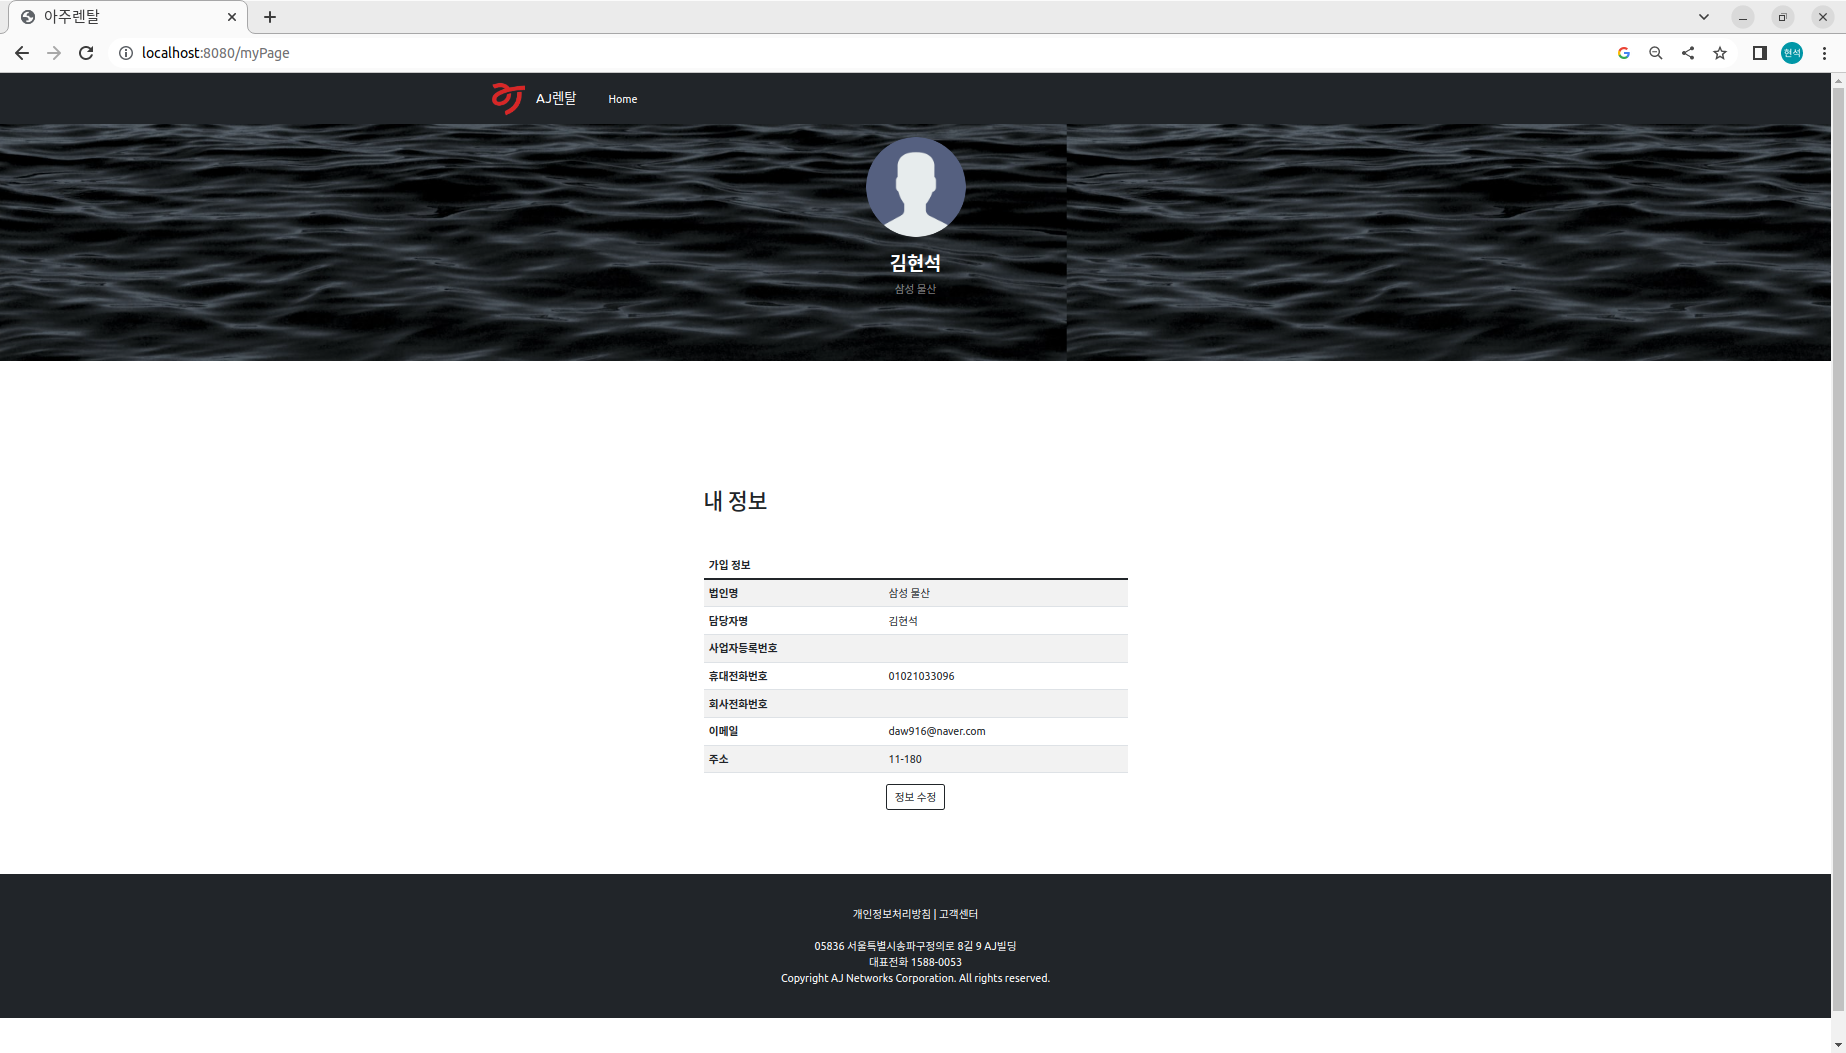 아주렌탈
localhost:8080/myPage
현석
AJ렌탈 Home
김현석
삼성 물산
내 정보
가입 정보
법인명 삼성 물산
담당자명 김현석
사업자등록번호
휴대전화번호 01021033096
회사전화번호
이메일 daw916@naver.com
주소 11-180
정보 수정
개인정보처리방침 | 고객센터
05836 서울특별시송파구정의로 8길 9 AJ빌딩
대표전화 1588-0053
Copyright AJ Networks Corporation. All rights reserved.